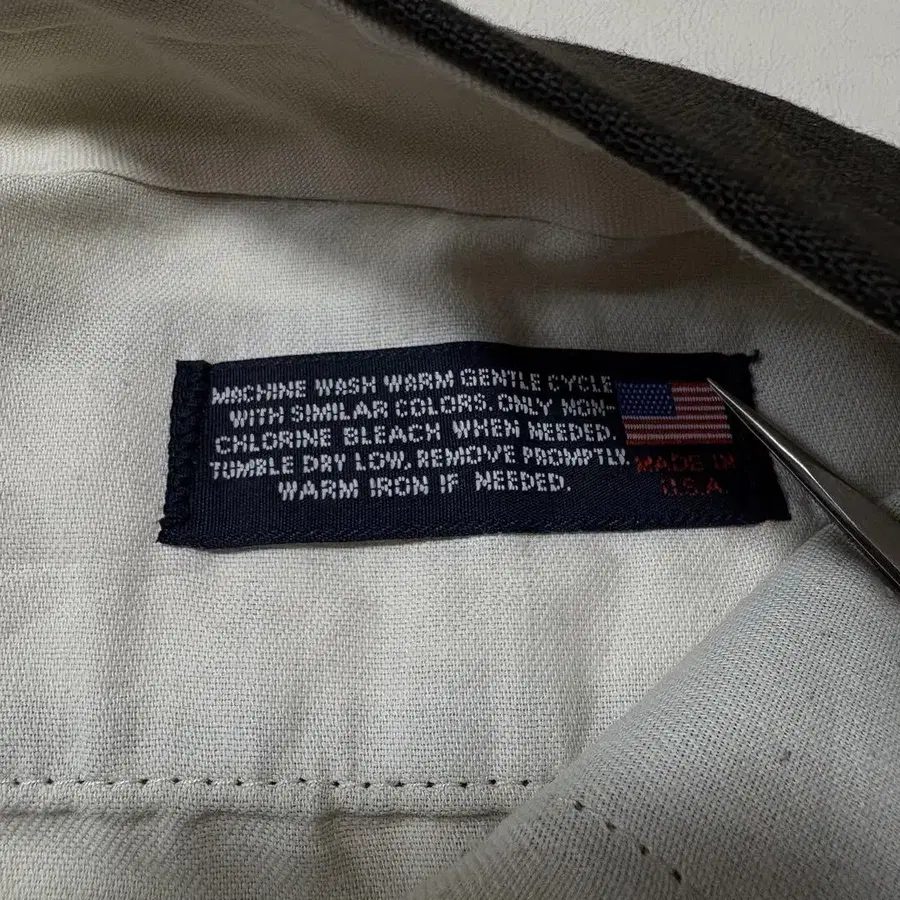 MACHINE WASH WARM GENTLE CYCLE
WITH SIMILAR COLORS. ONLY NON-
CHLORINE BLEACH WHEN NEEDED.
TUMBLE DRY LOW, REMOVE PROMPTLY.
WARM IRON IF NEEDED.
MADE IN
U.S.A.